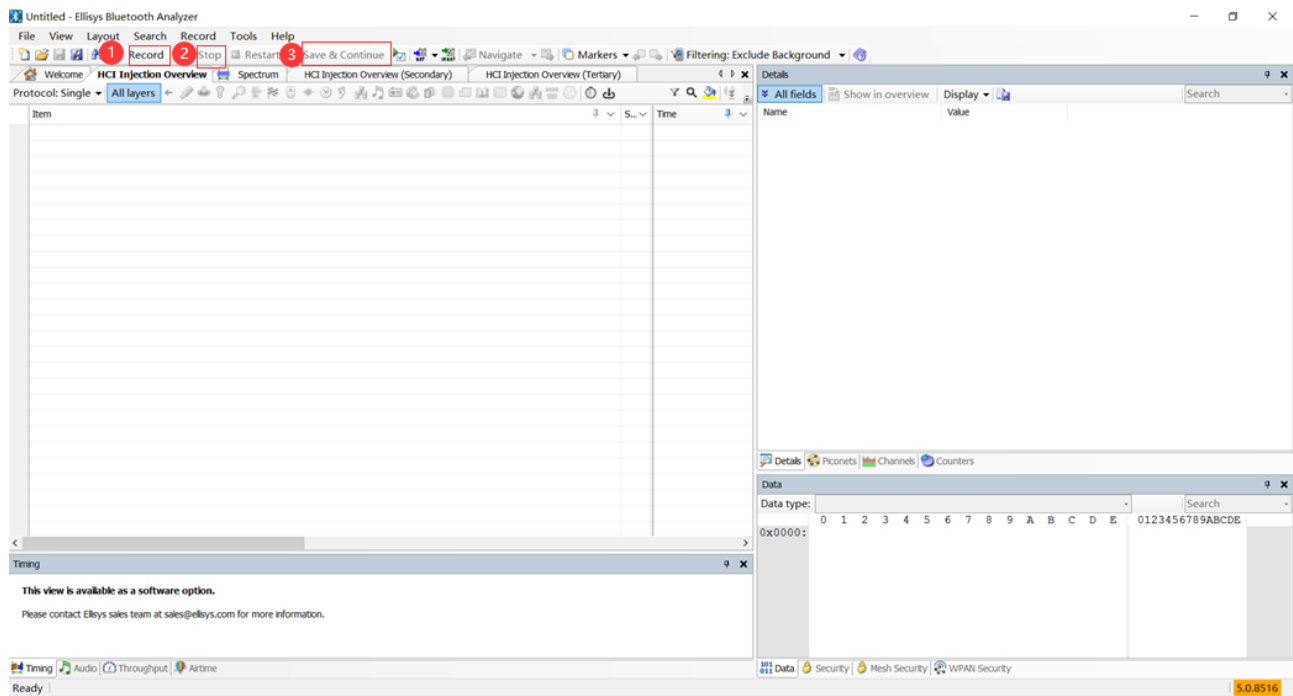 Untitled - Ellisys Bluetooth Analyzer
File View Layout Search Record Tools Help
1 Record 2 Stop Restart 3 Save & Continue Navigate Markers Filtering: Exclude Background
Welcome HCI Injection Overview Spectrum HCI Injection Overview (Secondary) HCI Injection Overview (Tertiary)
Protocol: Single All layers
Item S... Time
Details
All fields Show in overview Display Search
Name Value
Details Piconets Channels Counters
Data
Data type: Search
0 1 2 3 4 5 6 7 8 9 A B C D E 0123456789ABCDE
0x0000:
Timing
This view is available as a software option.
Please contact Ellisys sales team at sales@ellisys.com for more information.
Timing Audio Throughput Airtime
Data Security Mesh Security WPAN Security
Ready 5.0.8516